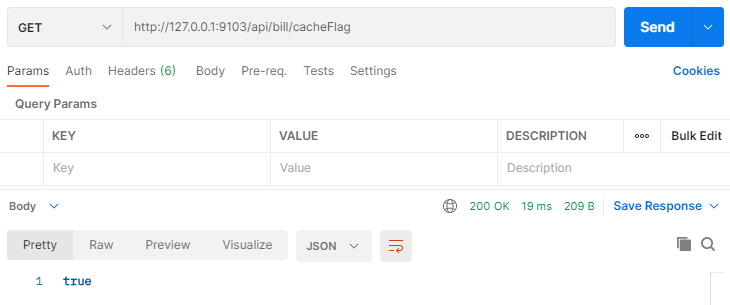 GET http://127.0.0.1:9103/api/bill/cacheFlag Send
Params Auth Headers (6) Body Pre-req. Tests Settings Cookies
Query Params
KEY VALUE DESCRIPTION ooo Bulk Edit
Key Value Description
Body 200 OK 19 ms 209 B Save Response
Pretty Raw Preview Visualize JSON
1 true